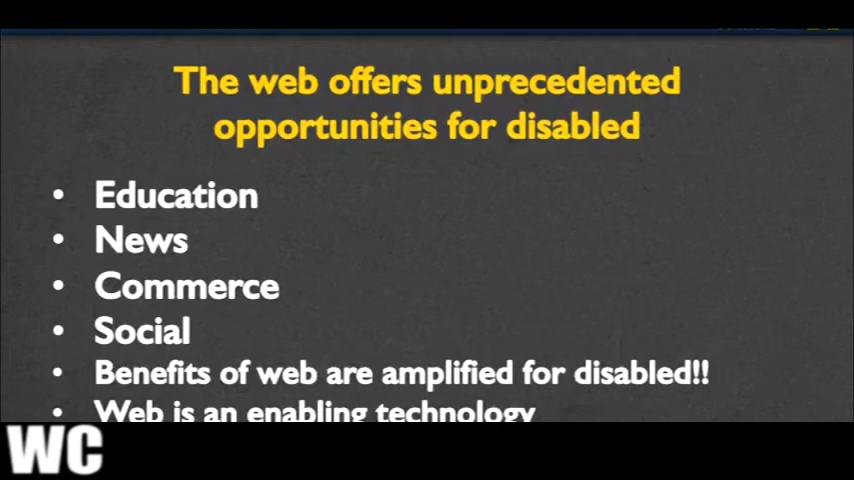 The web offers unprecedented
opportunities for disabled
• Education
• News
• Commerce
• Social
• Benefits of web are amplified for disabled!!
• Web is an enabling technology
WC